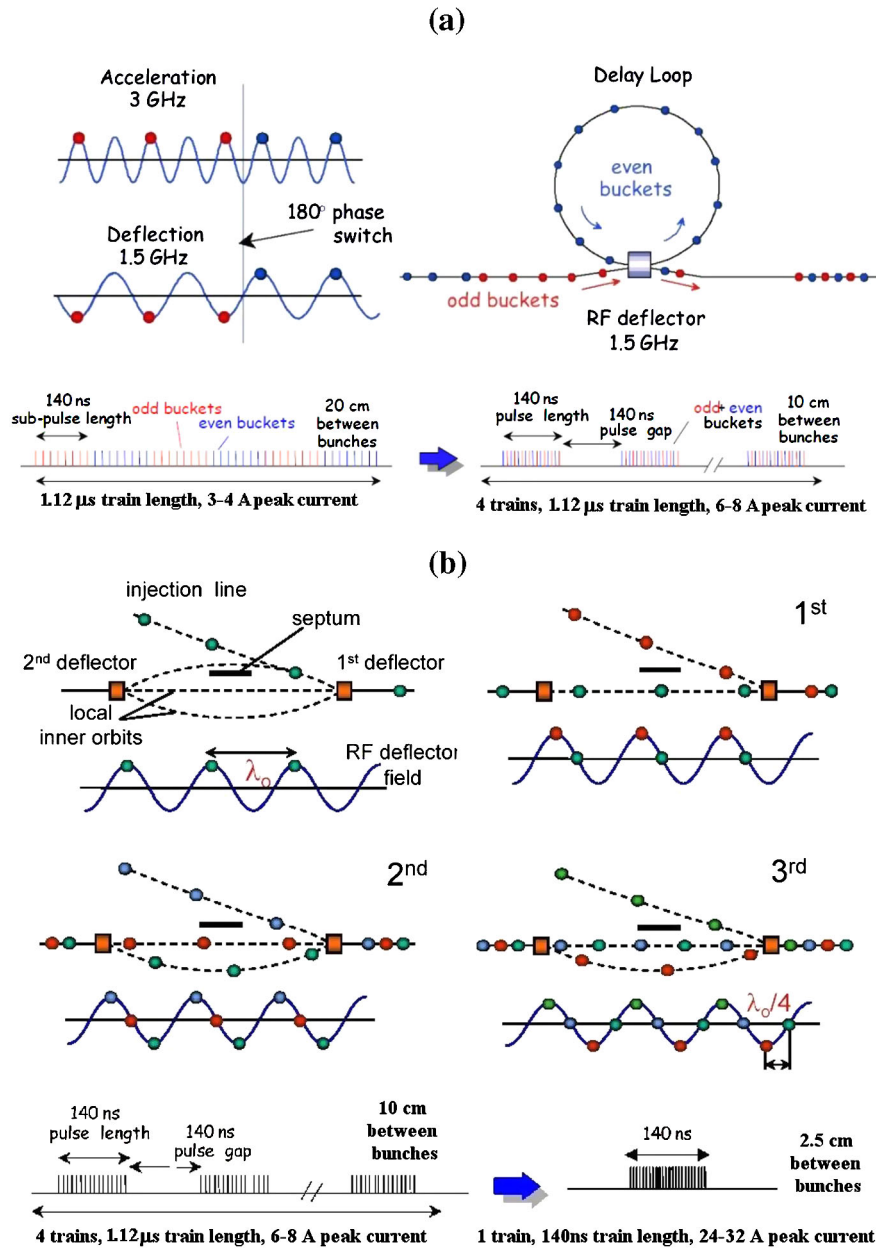 (a)
Acceleration
3 GHz
Deflection
1.5 GHz
180° phase
switch
Delay Loop
even
buckets
odd buckets
RF deflector
1.5 GHz
140 ns
sub-pulse length
odd buckets
even buckets
20 cm
between
bunches
1.12 μs train length, 3-4 A peak current
140 ns
pulse length
140 ns
pulse gap
odd+ even
buckets
10 cm
between
bunches
4 trains, 1.12 μs train length, 6-8 A peak current
(b)
injection line
septum
2nd deflector
1st deflector
local
inner orbits
λo
RF deflector
field
1st
2nd
3rd
λo/4
140 ns
pulse length
140 ns
pulse gap
10 cm
between
bunches
4 trains, 1.12μs train length, 6-8 A peak current
140 ns
2.5 cm
between
bunches
1 train, 140ns train length, 24-32 A peak current